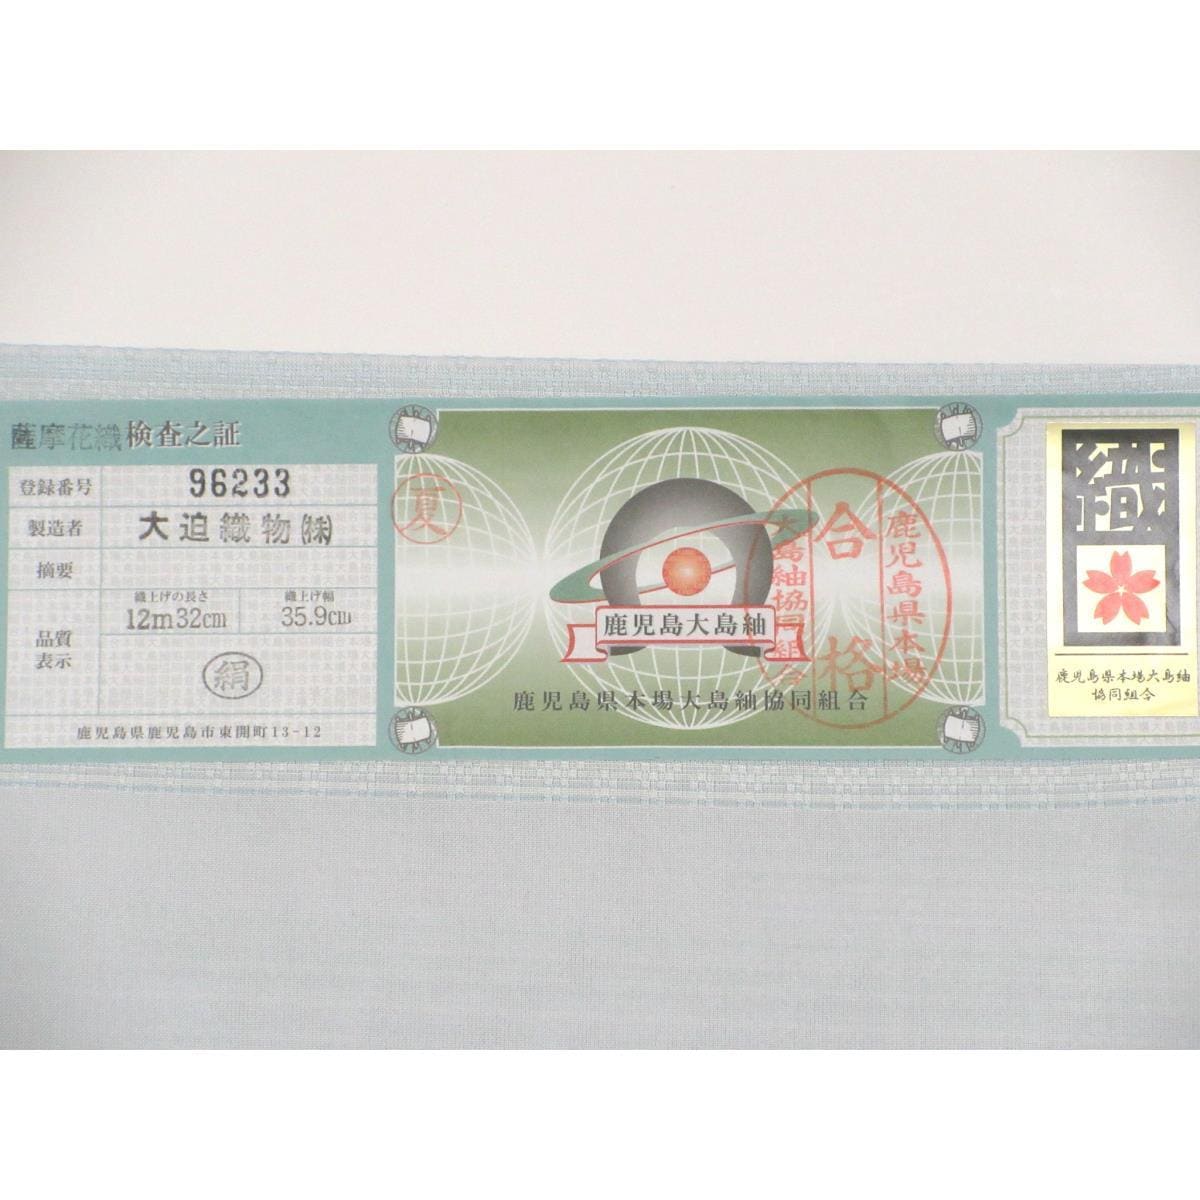 薩摩花織検査之証
登録番号 96233
製造者 大迫織物(株)
摘要
品質表示
織上げの長さ 織上げ幅
12m32cm 35.9cm
絹
鹿児島県鹿児島市東開町13-12
夏
鹿児島大島紬
鹿児島県本場大島紬協同組合
鹿児島県本場
合格
大島紬協同組合
織
鹿児島県本場大島紬
協同組合